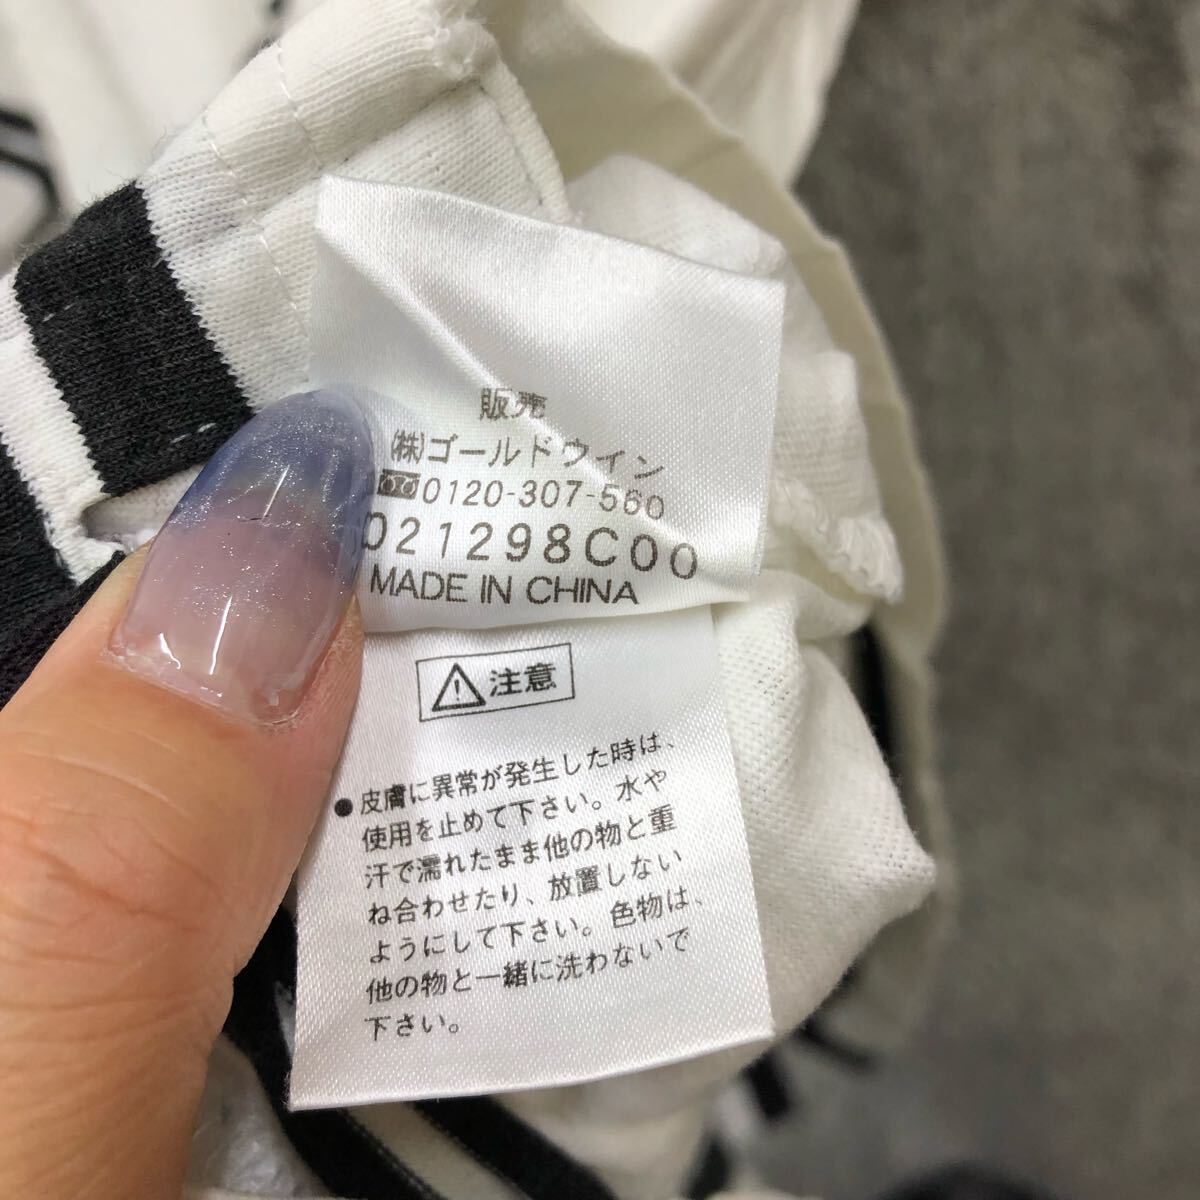 販売
(株)ゴールドウイン
0120-307-560
021298C00
MADE IN CHINA
注意
●皮膚に異常が発生した時は、
使用を止めて下さい。水や
汗で濡れたまま他の物と重
ね合わせたり、放置しない
ようにして下さい。色物は、
他の物と一緒に洗わないで
下さい。